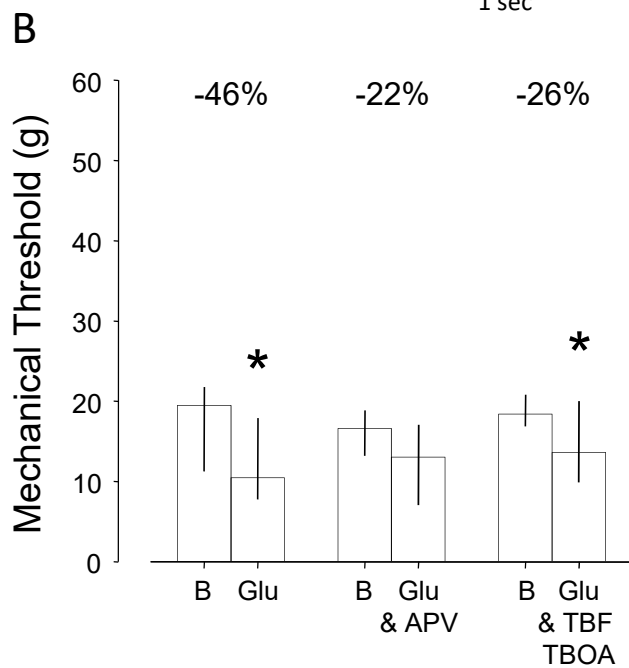 1 sec
B
-46% -22% -26%
Mechanical Threshold (g)
60
50
40
30
20
10
0
* *
B Glu B Glu B Glu
& APV & TBF
TBOA